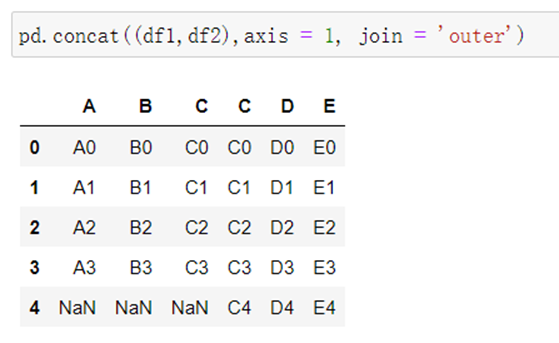 pd.concat((df1,df2),axis = 1, join = 'outer')
A B C C D E
0 A0 B0 C0 C0 D0 E0
1 A1 B1 C1 C1 D1 E1
2 A2 B2 C2 C2 D2 E2
3 A3 B3 C3 C3 D3 E3
4 NaN NaN NaN C4 D4 E4